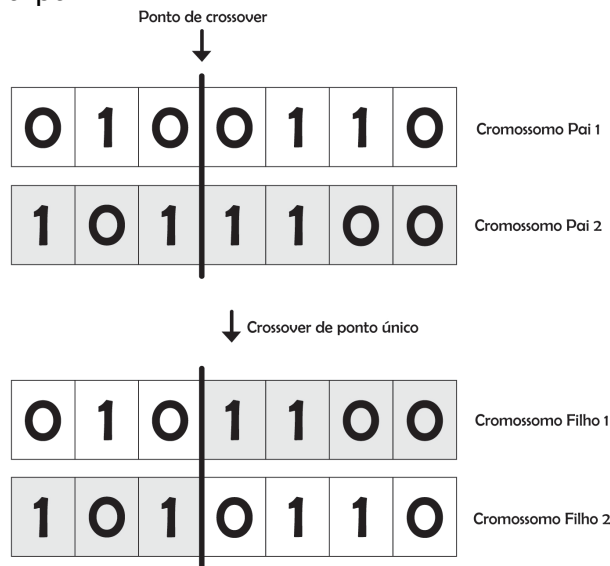 Ponto de crossover
0 1 0 0 1 1 0 Cromossomo Pai 1
1 0 1 1 1 0 0 Cromossomo Pai 2
Crossover de ponto único
0 1 0 1 1 0 0 Cromossomo Filho 1
1 0 1 0 1 1 0 Cromossomo Filho 2